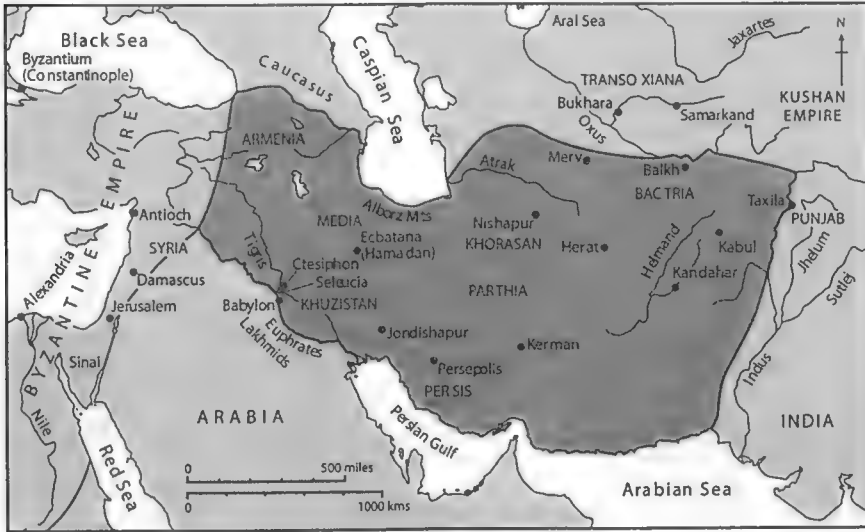 Black Sea
Byzantium
(Constantinople)
Caucasus
Caspian Sea
Aral Sea
Jaxartes
N
TRANSO XIANA
Bukhara
Oxus
Samarkand
KUSHAN
EMPIRE
ARMENIA
BYZANTINE EMPIRE
Antioch
SYRIA
Tigris
MEDIA
Alborz Mts
Ecbatana
(Hamadan)
Atrak
Merv
Nishapur
KHORASAN
Herat
Balkh
BACTRIA
Taxila
PUNJAB
Jhelum
Sutlej
Kabul
Helmand
Kandahar
Alexandria
Damascus
Jerusalem
Ctesiphon
Seleucia
Babylon
KHUZISTAN
PARTHIA
Euphrates
Lakhmids
Jondishapur
Kerman
Persepolis
PERSIS
Sinai
Nile
ARABIA
Indus
INDIA
Persian Gulf
Red Sea
0 500 miles
0 1000 kms
Arabian Sea